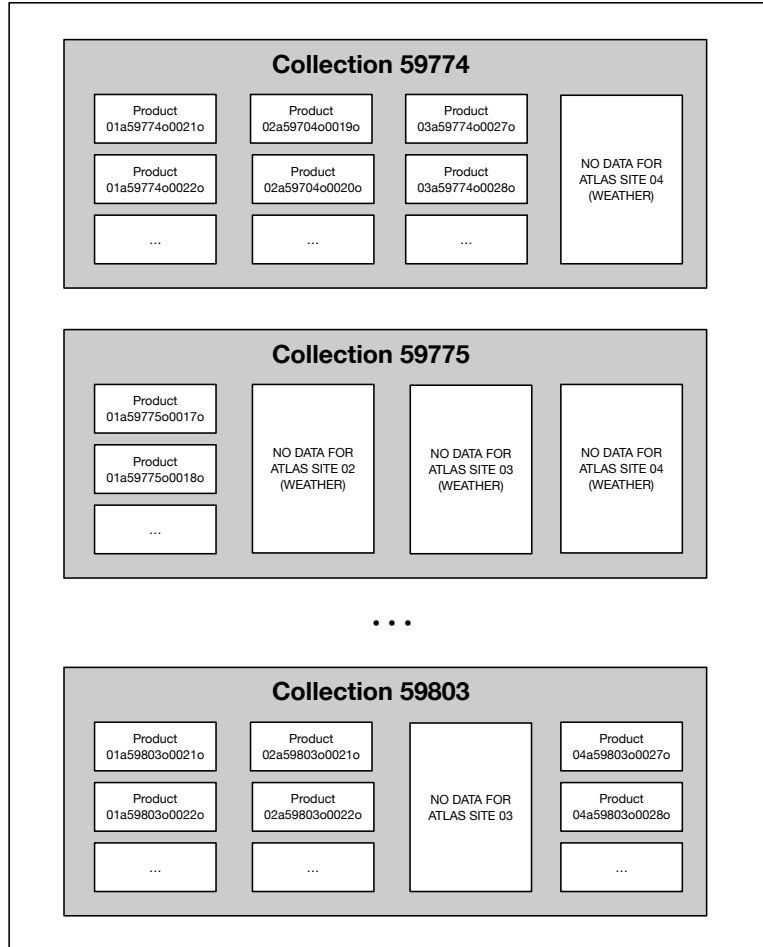 Collection 59774
Product
01a59774o0021o
Product
02a59704o0019o
Product
03a59774o0027o
Product
01a59774o0022o
Product
02a59704o0020o
Product
03a59774o0028o
...
...
...
NO DATA FOR
ATLAS SITE 04
(WEATHER)
Collection 59775
Product
01a59775o0017o
Product
01a59775o0018o
...
NO DATA FOR
ATLAS SITE 02
(WEATHER)
NO DATA FOR
ATLAS SITE 03
(WEATHER)
NO DATA FOR
ATLAS SITE 04
(WEATHER)
...
Collection 59803
Product
01a59803o0021o
Product
02a59803o0021o
Product
01a59803o0022o
Product
02a59803o0022o
...
...
NO DATA FOR
ATLAS SITE 03
Product
04a59803o0027o
Product
04a59803o0028o
...